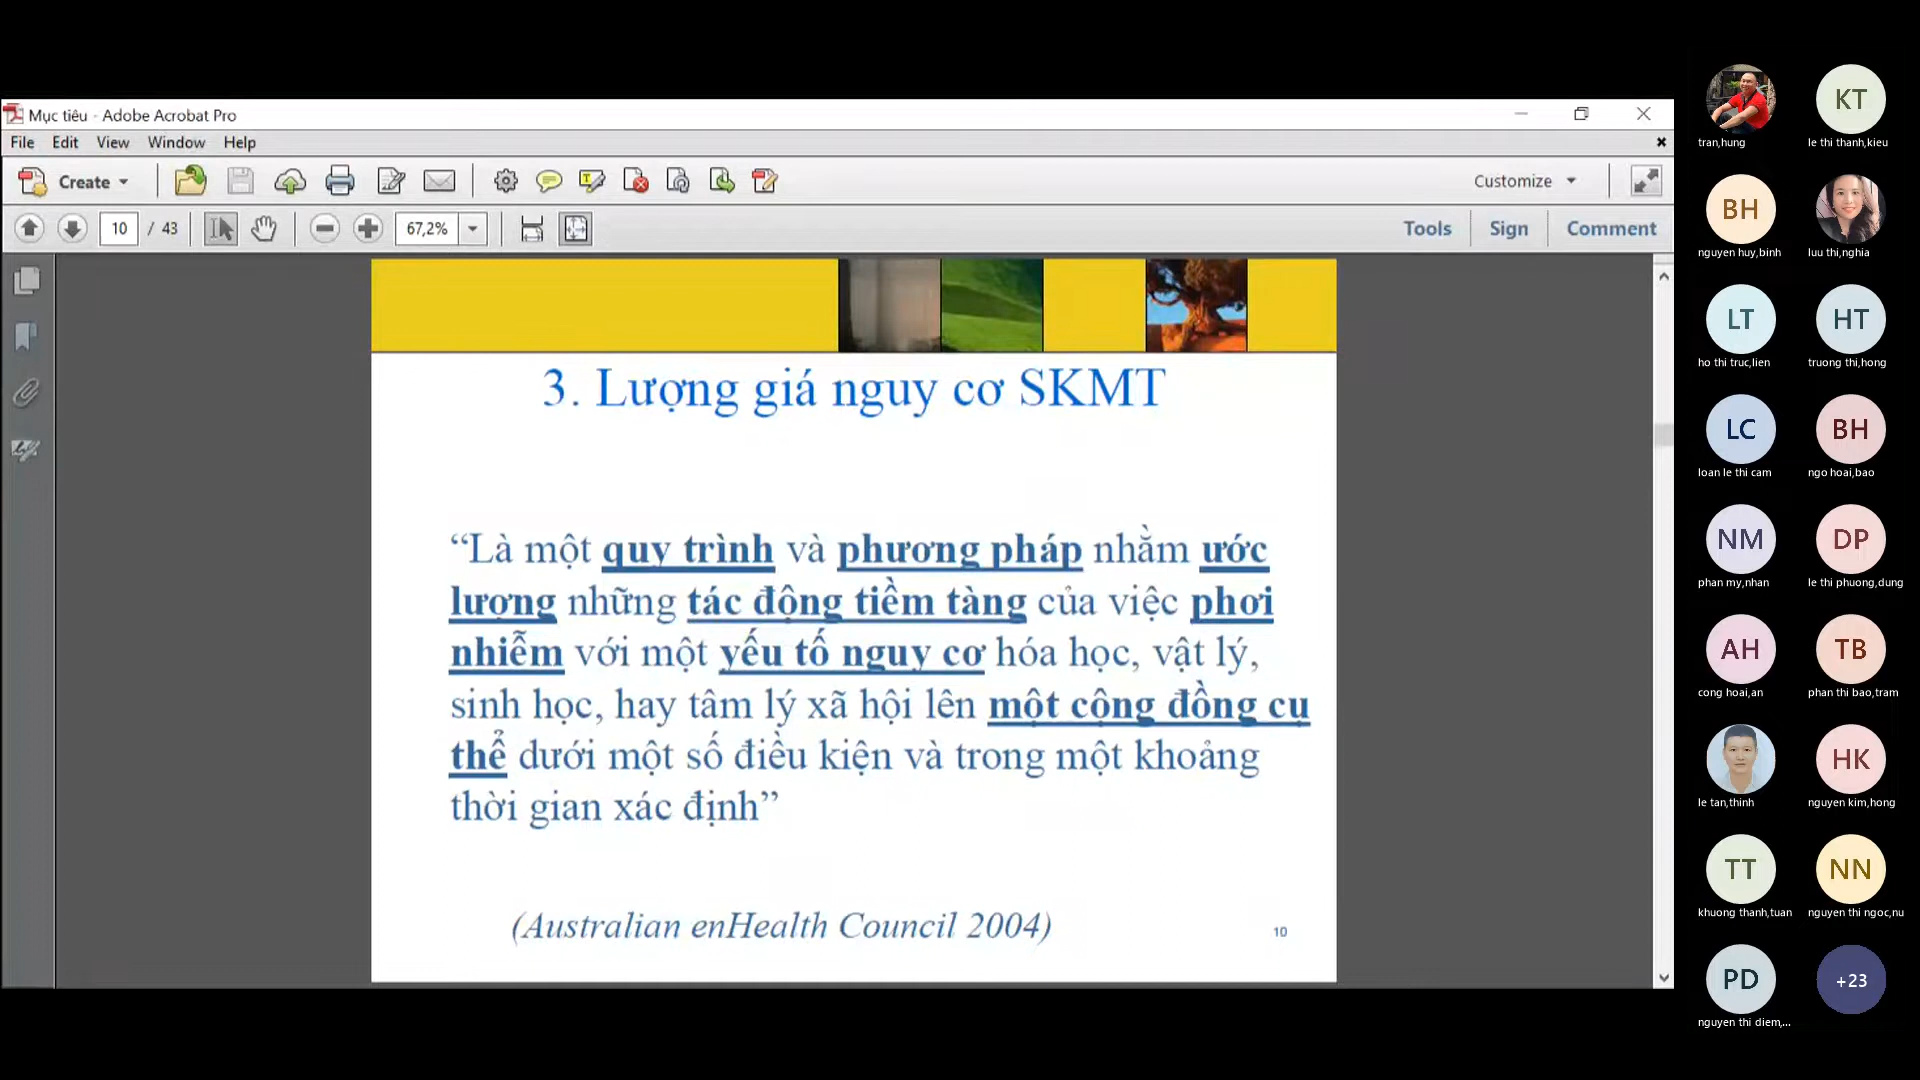 Mục tiêu - Adobe Acrobat Pro
File Edit View Window Help
Create
Customize
10 / 43
67,2%
Tools Sign Comment
3. Lượng giá nguy cơ SKMT
“Là một quy trình và phương pháp nhằm ước
lượng những tác động tiềm tàng của việc phơi
nhiễm với một yếu tố nguy cơ hóa học, vật lý,
sinh học, hay tâm lý xã hội lên một cộng đồng cụ
thể dưới một số điều kiện và trong một khoảng
thời gian xác định”
(Australian enHealth Council 2004)
10
KT
tran,hung le thi thanh,kieu
BH
nguyen huy,binh luu thi,nghia
LT HT
ho thi truc,lien truong thi,hong
LC BH
loan le thi cam ngo hoai,bao
NM DP
phan my,nhan le thi phuong,dung
AH TB
cong hoai,an phan thi bao,tram
HK
le tan,thinh nguyen kim,hong
TT NN
khuong thanh,tuan nguyen thi ngoc,nu
PD +23
nguyen thi diem,...